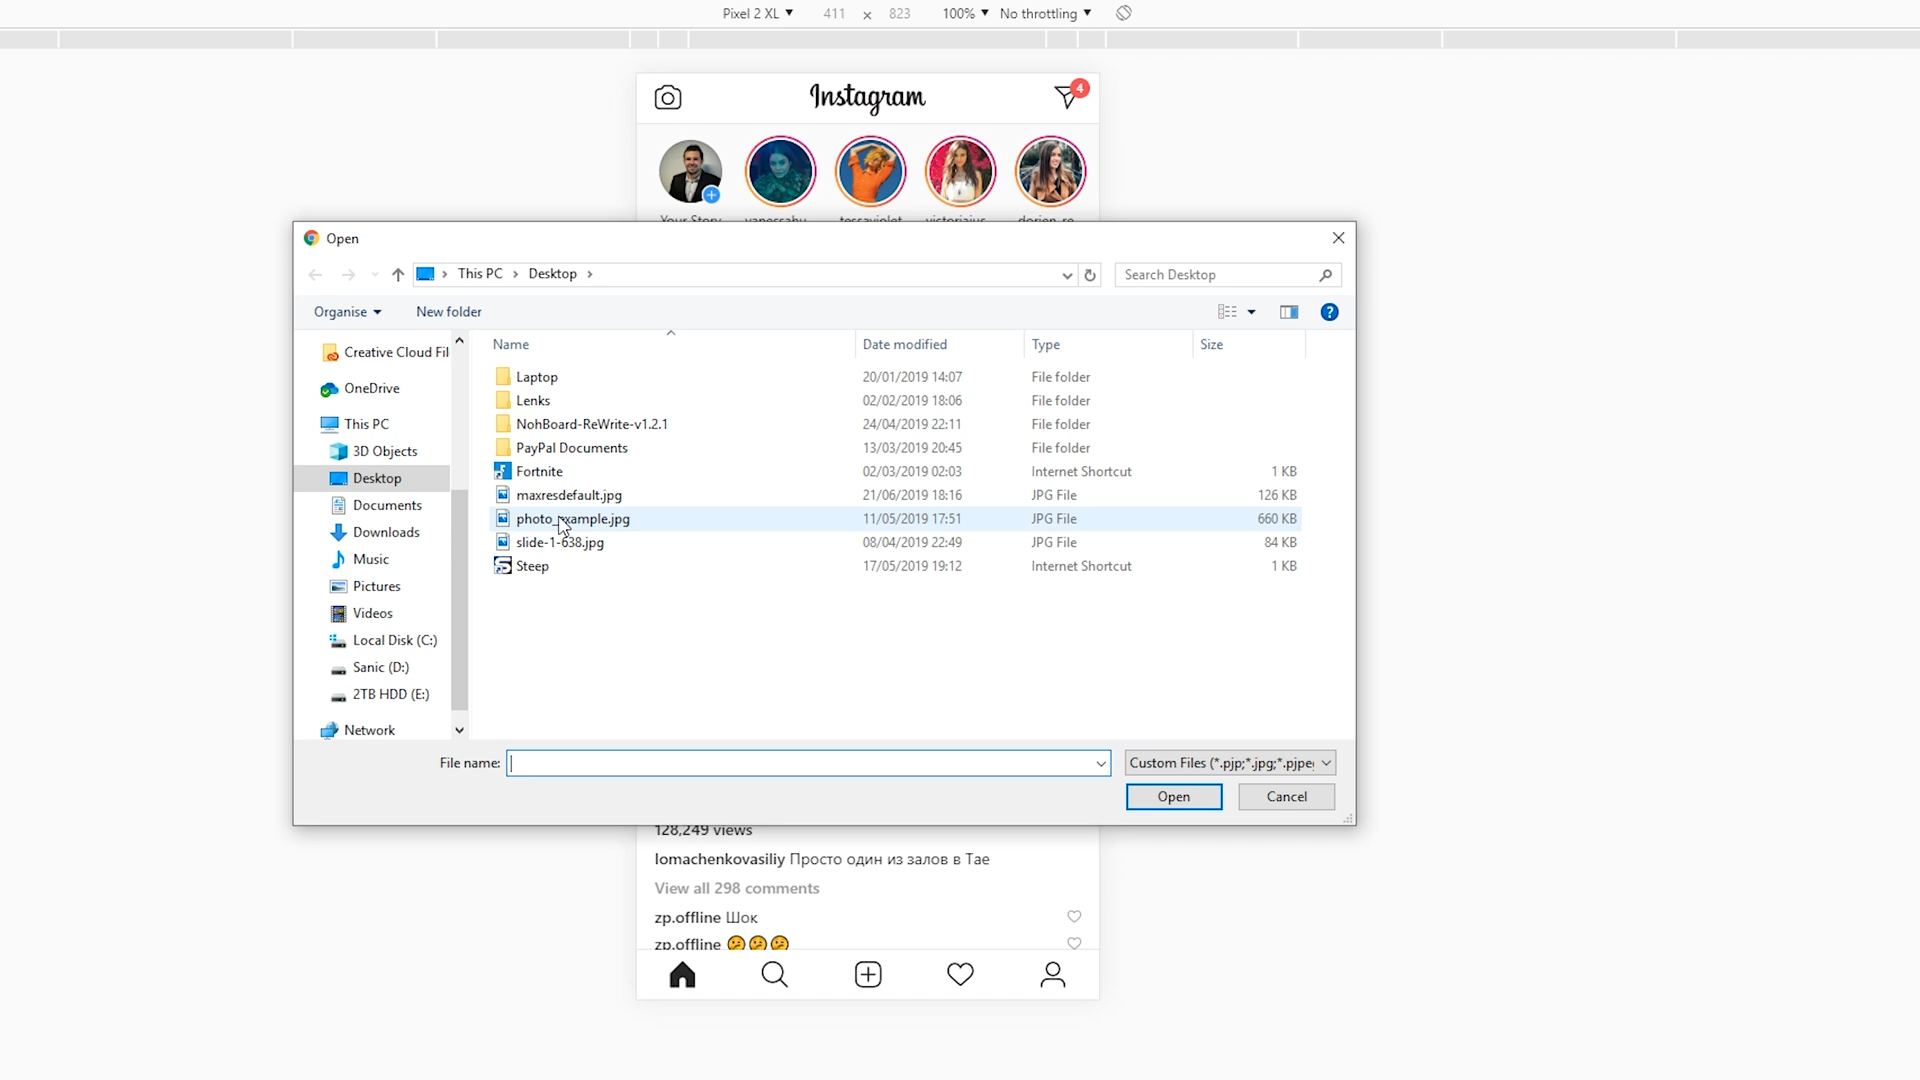 Pixel 2 XL 411 x 823 100% No throttling
Instagram 4
Your Story
Open
This PC Desktop Search Desktop
Organise New folder
Name Date modified Type Size
Creative Cloud Fil
OneDrive
This PC
3D Objects
Desktop
Documents
Downloads
Music
Pictures
Videos
Local Disk (C:)
Sanic (D:)
2TB HDD (E:)
Network
Laptop 20/01/2019 14:07 File folder
Lenks 02/02/2019 18:06 File folder
NohBoard-ReWrite-v1.2.1 24/04/2019 22:11 File folder
PayPal Documents 13/03/2019 20:45 File folder
Fortnite 02/03/2019 02:03 Internet Shortcut 1 KB
maxresdefault.jpg 21/06/2019 18:16 JPG File 126 KB
photo_example.jpg 11/05/2019 17:51 JPG File 660 KB
slide-1-638.jpg 08/04/2019 22:49 JPG File 84 KB
Steep 17/05/2019 19:12 Internet Shortcut 1 KB
File name: Custom Files (*.pjp;*.jpg;*.pjpe
Open Cancel
128,249 views
lomachenkovasiliy Просто один из залов в Тае
View all 298 comments
zp.offline Шок
zp.offline 😕😕😕